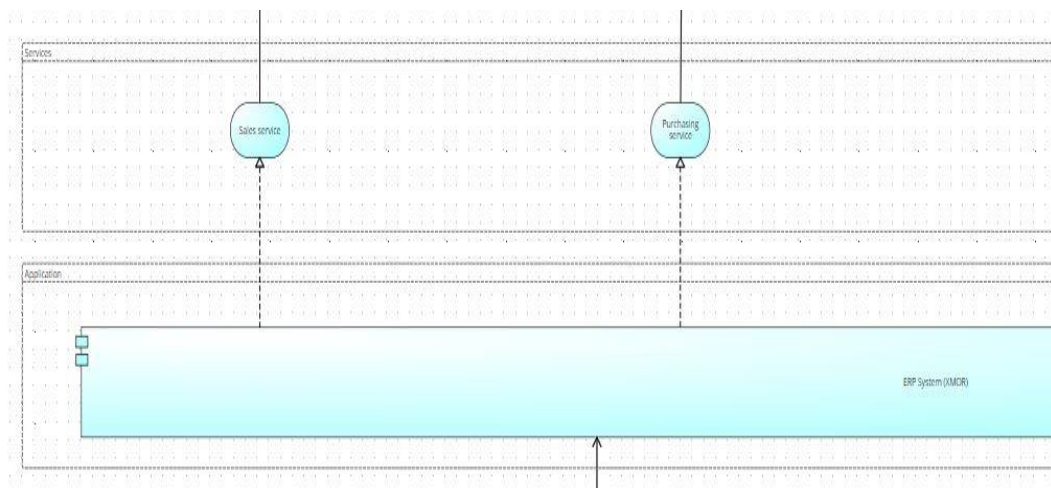 Services
Sales service
Purchasing
service
Application
ERP System (XMOR)